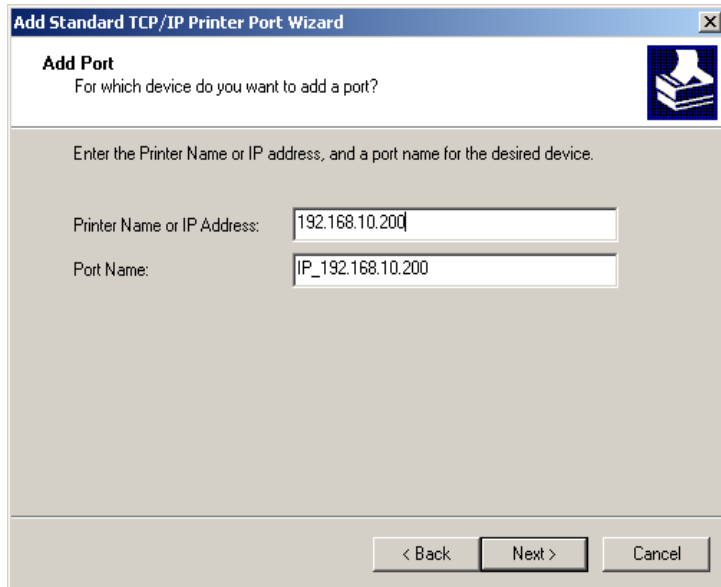 Add Standard TCP/IP Printer Port Wizard
Add Port
For which device do you want to add a port?
Enter the Printer Name or IP address, and a port name for the desired device.
Printer Name or IP Address: 192.168.10.200
Port Name: IP_192.168.10.200
< Back Next > Cancel